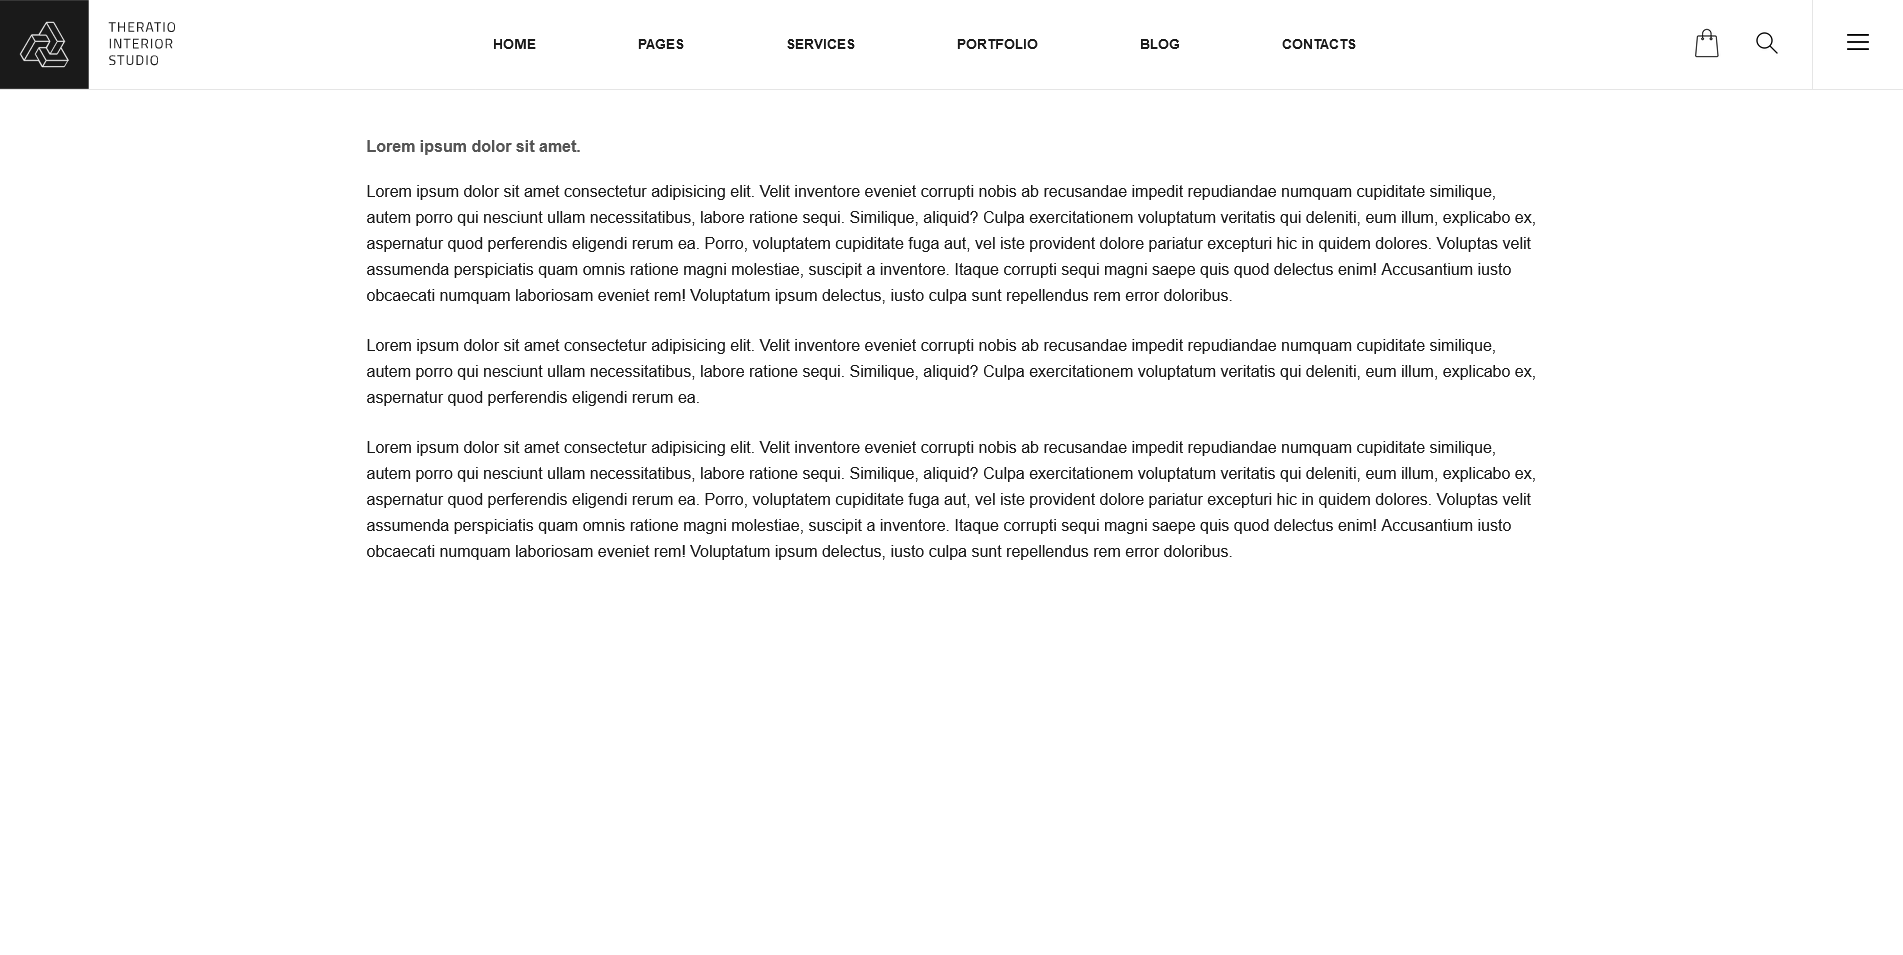 THERATIO
INTERIOR
STUDIO
HOME PAGES SERVICES PORTFOLIO BLOG CONTACTS
Lorem ipsum dolor sit amet.
Lorem ipsum dolor sit amet consectetur adipisicing elit. Velit inventore eveniet corrupti nobis ab recusandae impedit repudiandae numquam cupiditate similique,
autem porro qui nesciunt ullam necessitatibus, labore ratione sequi. Similique, aliquid? Culpa exercitationem voluptatum veritatis qui deleniti, eum illum, explicabo ex,
aspernatur quod perferendis eligendi rerum ea. Porro, voluptatem cupiditate fuga aut, vel iste provident dolore pariatur excepturi hic in quidem dolores. Voluptas velit
assumenda perspiciatis quam omnis ratione magni molestiae, suscipit a inventore. Itaque corrupti sequi magni saepe quis quod delectus enim! Accusantium iusto
obcaecati numquam laboriosam eveniet rem! Voluptatum ipsum delectus, iusto culpa sunt repellendus rem error doloribus.
Lorem ipsum dolor sit amet consectetur adipisicing elit. Velit inventore eveniet corrupti nobis ab recusandae impedit repudiandae numquam cupiditate similique,
autem porro qui nesciunt ullam necessitatibus, labore ratione sequi. Similique, aliquid? Culpa exercitationem voluptatum veritatis qui deleniti, eum illum, explicabo ex,
aspernatur quod perferendis eligendi rerum ea.
Lorem ipsum dolor sit amet consectetur adipisicing elit. Velit inventore eveniet corrupti nobis ab recusandae impedit repudiandae numquam cupiditate similique,
autem porro qui nesciunt ullam necessitatibus, labore ratione sequi. Similique, aliquid? Culpa exercitationem voluptatum veritatis qui deleniti, eum illum, explicabo ex,
aspernatur quod perferendis eligendi rerum ea. Porro, voluptatem cupiditate fuga aut, vel iste provident dolore pariatur excepturi hic in quidem dolores. Voluptas velit
assumenda perspiciatis quam omnis ratione magni molestiae, suscipit a inventore. Itaque corrupti sequi magni saepe quis quod delectus enim! Accusantium iusto
obcaecati numquam laboriosam eveniet rem! Voluptatum ipsum delectus, iusto culpa sunt repellendus rem error doloribus.